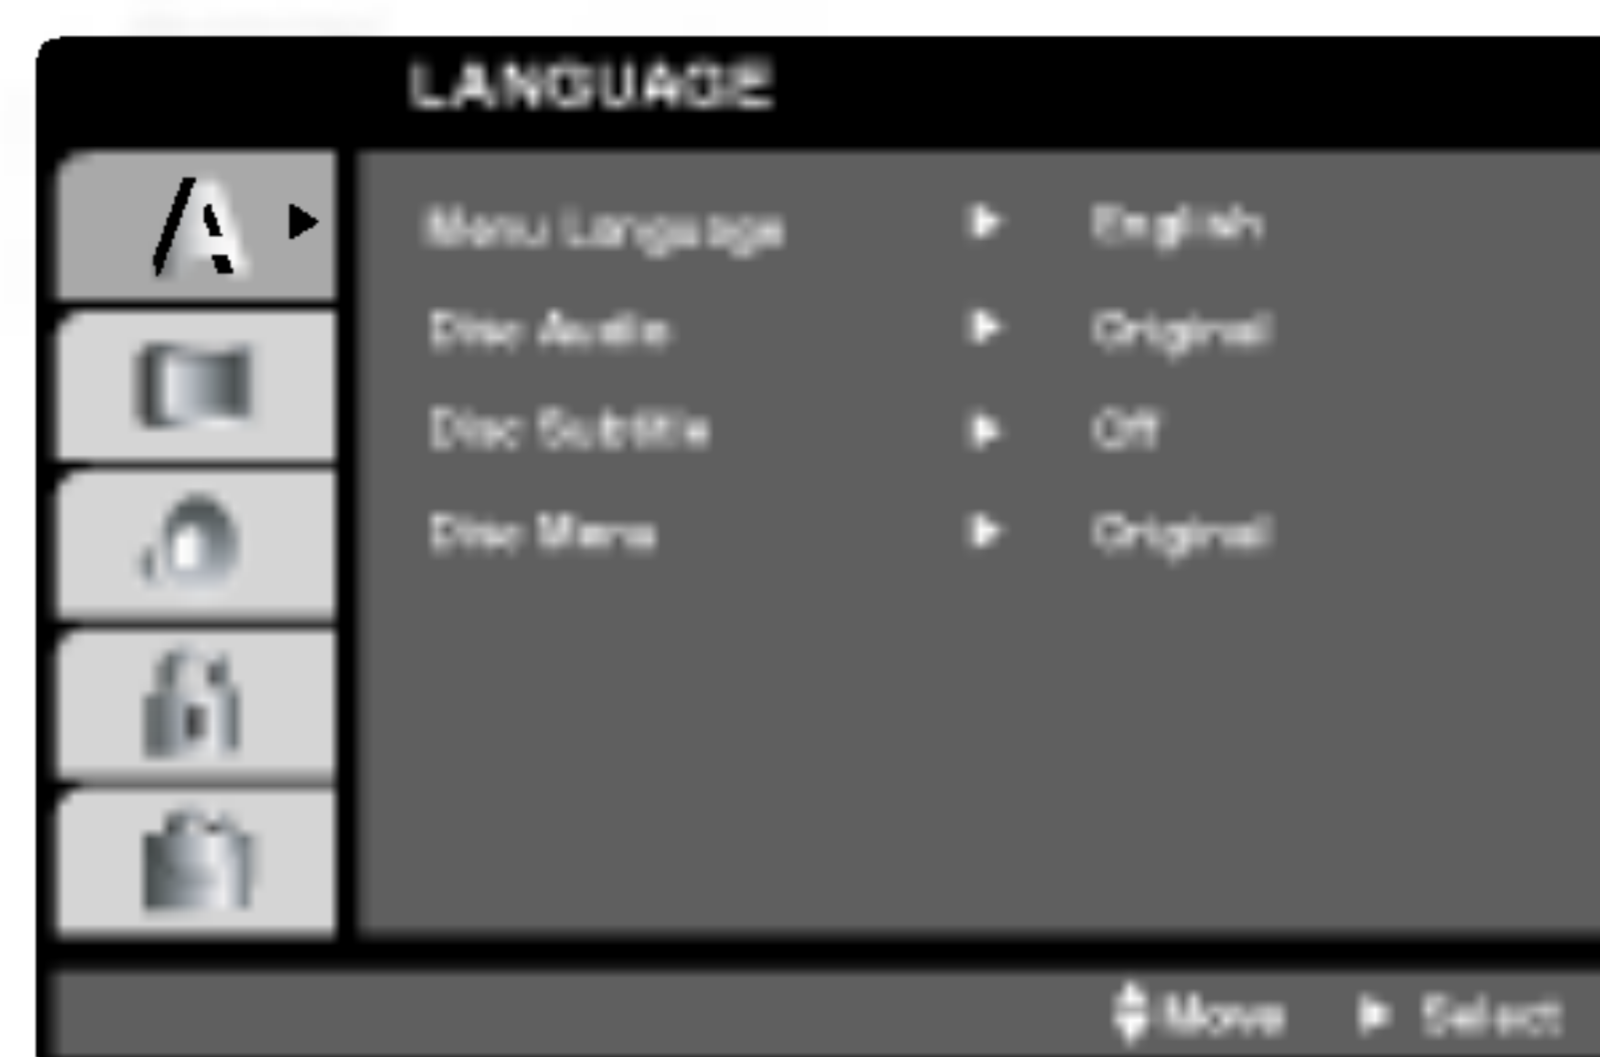 LANGUAGE
Menu Language ► English
Disc Audio ► Original
Disc Subtitle ► Off
Disc Menu ► Original
Move ► Select